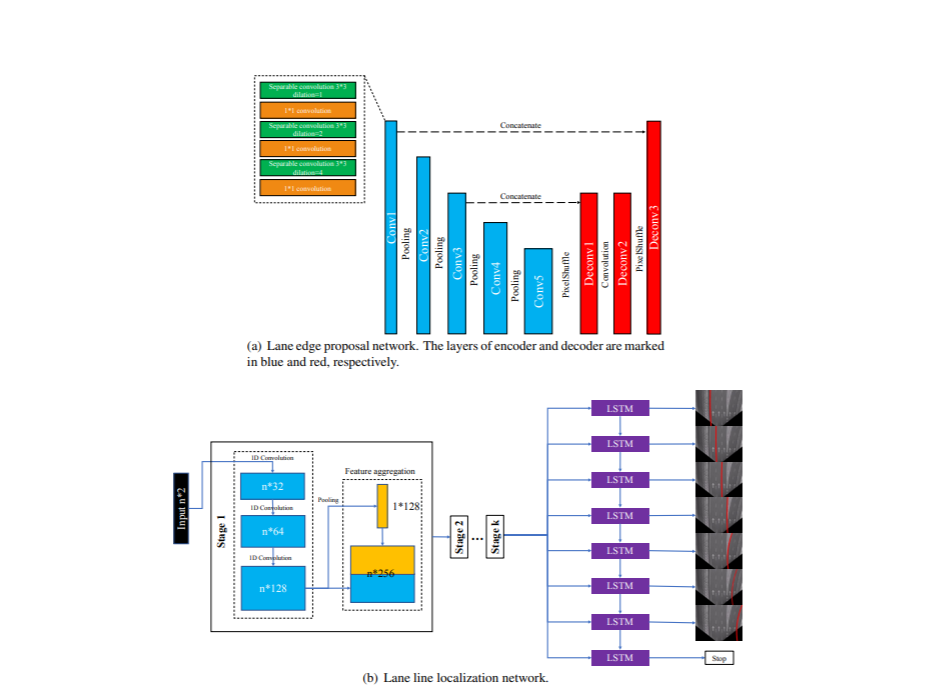 Separable convolution 3*3
dilation=1
1*1 convolution
Separable convolution 3*3
dilation=2
1*1 convolution
Separable convolution 3*3
dilation=4
1*1 convolution
Concatenate
Concatenate
Conv1
Pooling
Conv2
Pooling
Conv3
Pooling
Conv4
Pooling
Conv5
PixelShuffle
Deconv1
Convolution
Deconv2
PixelShuffle
Deconv3
(a) Lane edge proposal network. The layers of encoder and decoder are marked
in blue and red, respectively.
Input n*2
Stage 1
1D Convolution
n*32
1D Convolution
n*64
1D Convolution
n*128
Pooling
Feature aggregation
1*128
n*256
Stage 2
...
Stage k
LSTM
LSTM
LSTM
LSTM
LSTM
LSTM
LSTM
LSTM
Stop
(b) Lane line localization network.